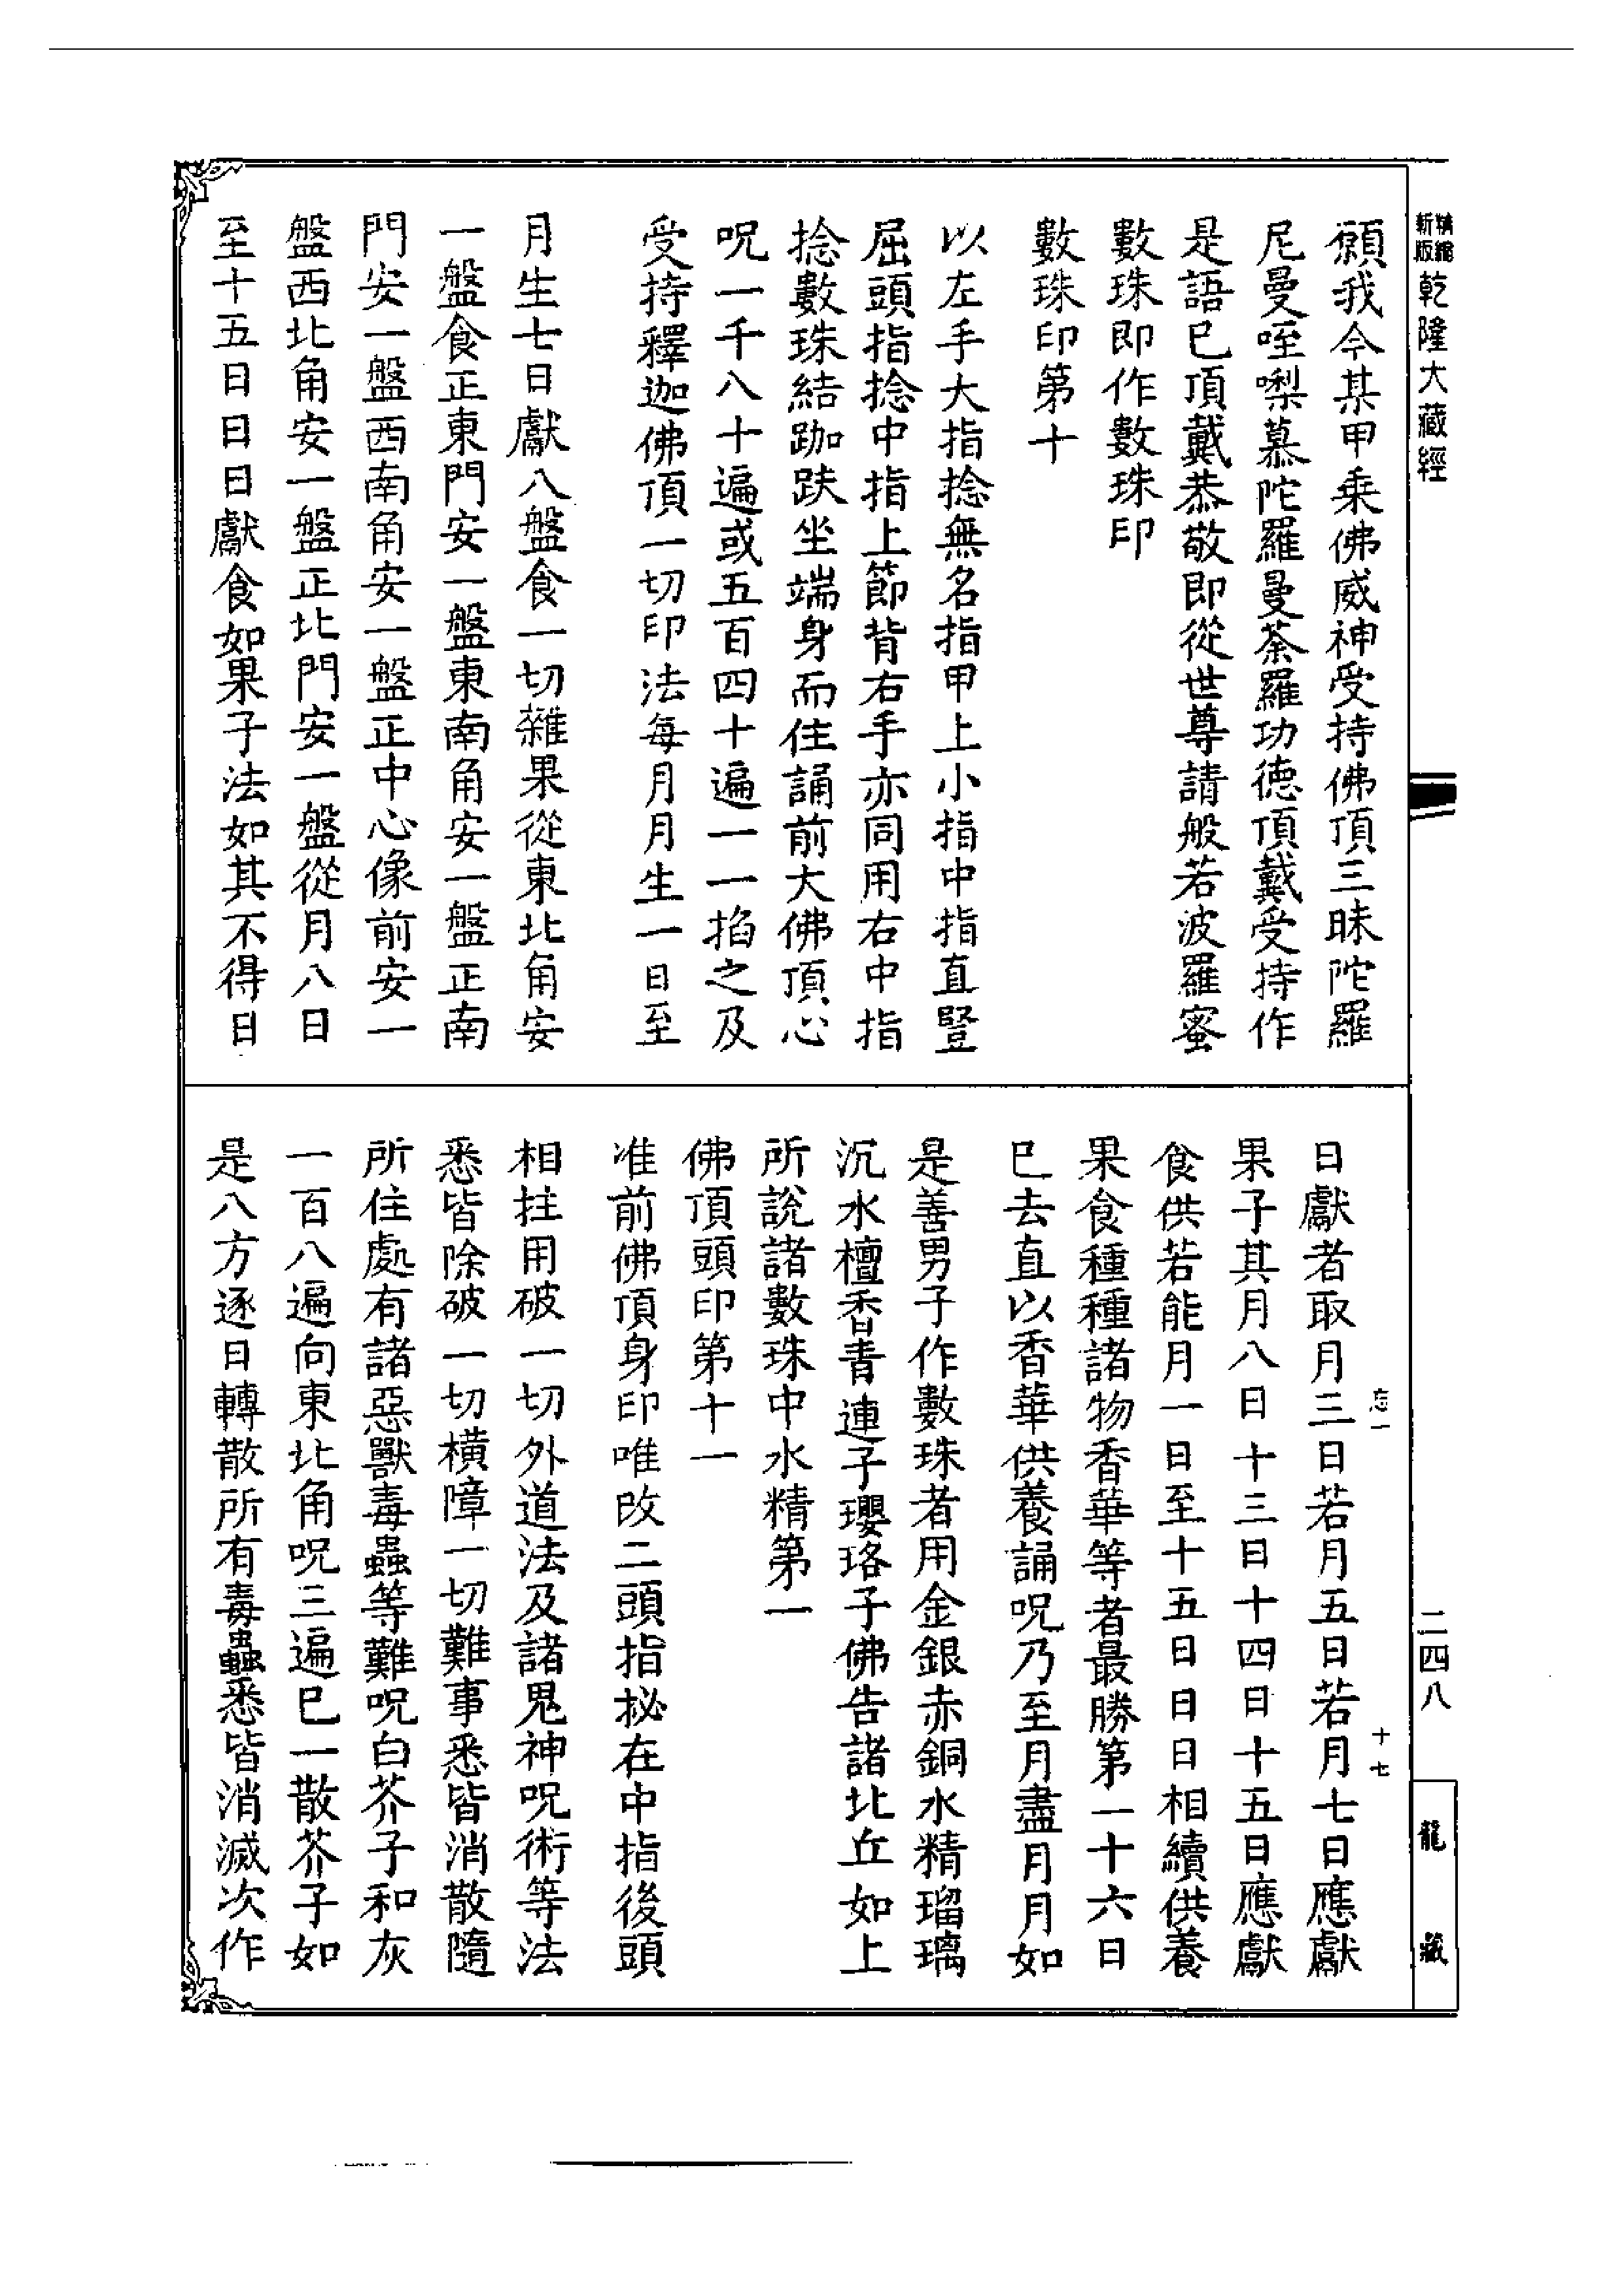 精縮
新版
乾隆大藏經
二四八
龍藏
願我今某甲乘佛威神受持佛頂三昧陀羅
尼曼咥㗚慕陀羅曼荼羅功德頂戴受持作
是語已頂戴恭敬即從世尊請般若波羅蜜
數珠即作數珠印
數珠印第十
以左手大指捻無名指甲上小指中指直豎
屈頭指捻中指上節背右手亦同用右中指
捻數珠結跏趺坐端身而住誦前大佛頂心
呪一千八十遍或五百四十遍一一掐之及
受持釋迦佛頂一切印法每月月生一日至
月生七日獻八盤食一切雜果從東北角安
一盤食正東門安一盤東南角安一盤正南
門安一盤西南角安一盤正中心像前安一
盤西北角安一盤正北門安一盤從月八日
至十五日日日獻食如果子法如其不得日
十七
日獻者取月三日若月五日若月七日應獻
果子其月八日十三日十四日十五日應獻
食供若能月一日至十五日日日相續供養
果食種種諸物香華等者最勝第一十六日
已去直以香華供養誦呪乃至月盡月月如
是善男子作數珠者用金銀赤銅水精瑠璃
沉水檀香青連子瓔珞子佛告諸比丘如上
所說諸數珠中水精第一
佛頂頭印第十一
准前佛頂身印唯改二頭指拯在中指後頭
相拄用破一切外道法及諸鬼神呪術等法
悉皆除破一切橫障一切難事悉皆消散隨
所住處有諸惡獸毒蟲等難呪白芥子和灰
一百八遍向東北角呪三遍已一散芥子如
是八方逐日轉散所有毒蟲悉皆消滅次作